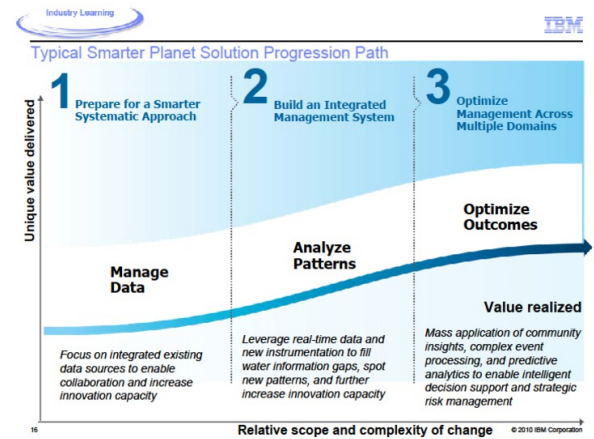 Industry Learning
IBM
Typical Smarter Planet Solution Progression Path
Unique value delivered
1
Prepare for a Smarter
Systematic Approach
2
Build an Integrated
Management System
3
Optimize
Management Across
Multiple Domains
Manage
Data
Analyze
Patterns
Optimize
Outcomes
Value realized
Focus on integrated existing
data sources to enable
collaboration and increase
innovation capacity
Leverage real-time data and
new instrumentation to fill
water information gaps, spot
new patterns, and further
increase innovation capacity
Mass application of community
insights, complex event
processing, and predictive
analytics to enable intelligent
decision support and strategic
risk management
16
Relative scope and complexity of change
© 2010 IBM Corporation